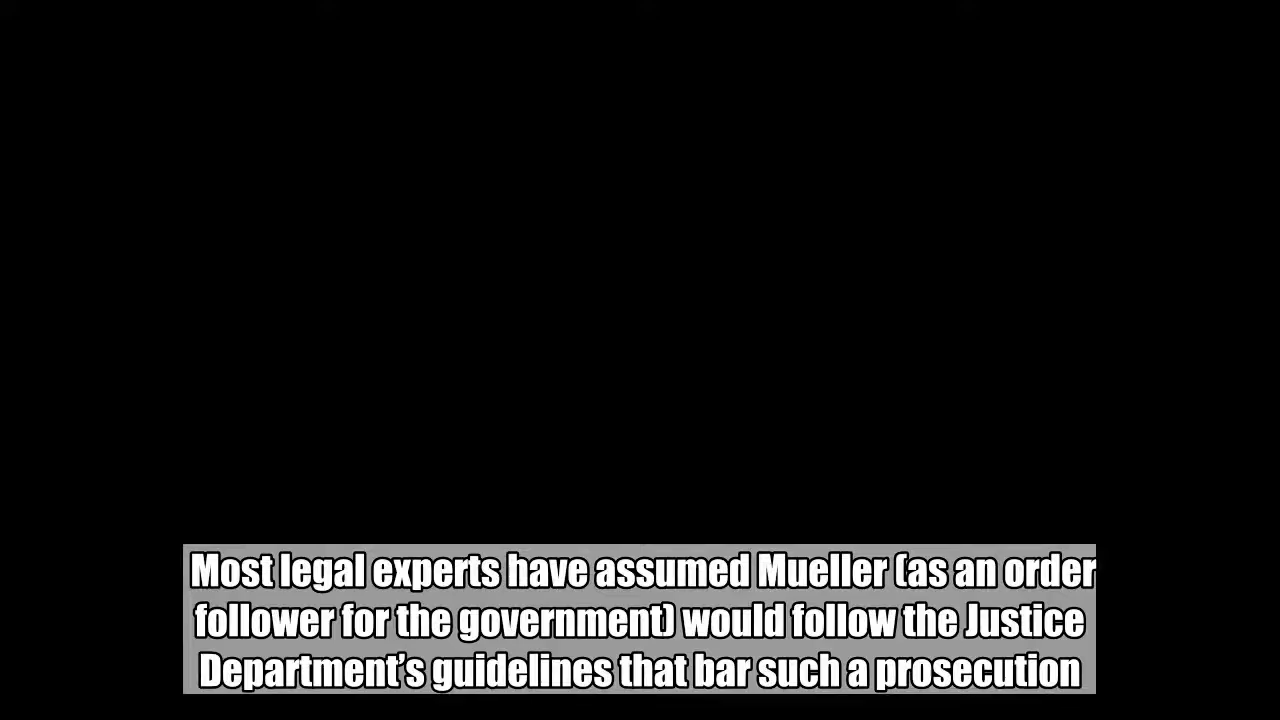 Most legal experts have assumed Mueller (as an order
follower for the government) would follow the Justice
Department’s guidelines that bar such a prosecution